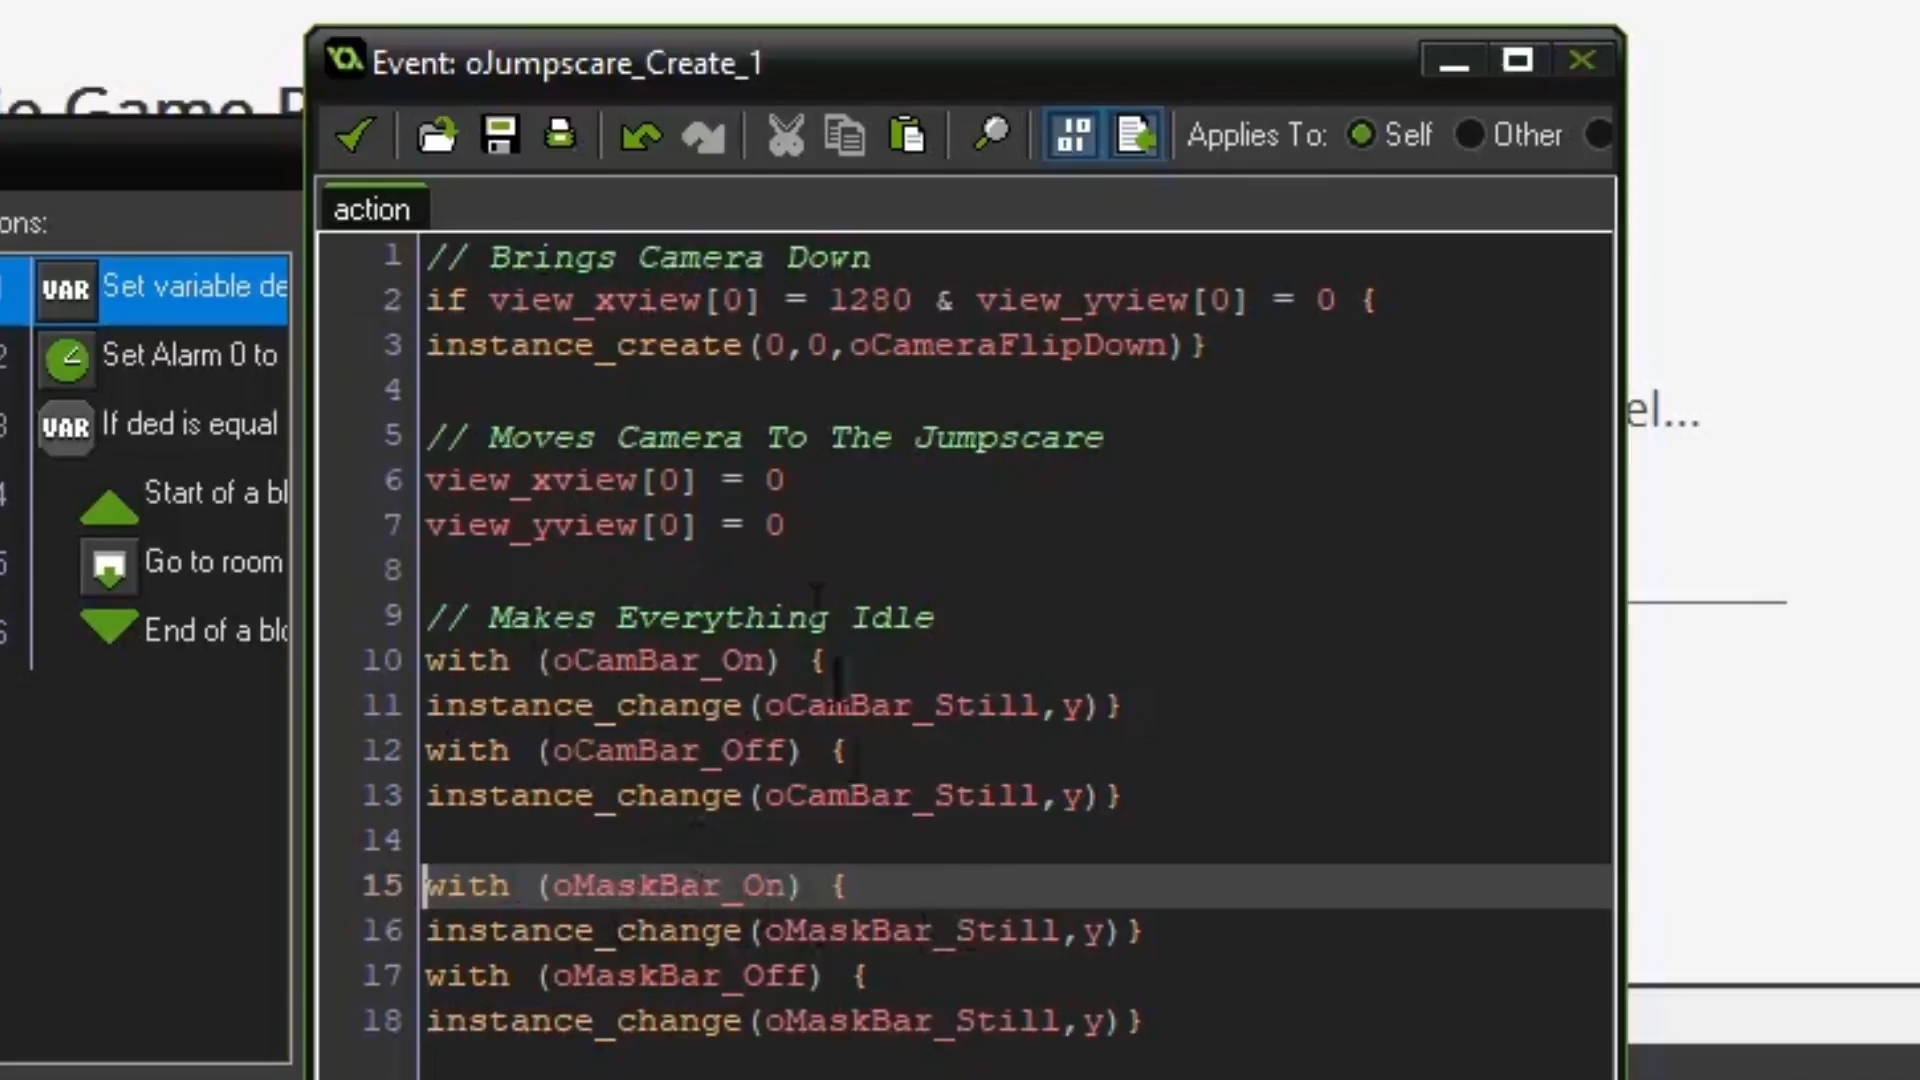 Event: oJumpscare_Create_1
Game
Applies To: Self Other
ons:
action
Set variable de
Set Alarm 0 to
If ded is equal
Start of a bl
Go to room
End of a blo
VAR
VAR
1 // Brings Camera Down
2 if view_xview[0] = 1280 & view_yview[0] = 0 {
3 instance_create(0,0,oCameraFlipDown)}
4
5 // Moves Camera To The Jumpscare
6 view_xview[0] = 0
7 view_yview[0] = 0
8
9 // Makes Everything Idle
10 with (oCamBar_On) {
11 instance_change(oCamBar_Still,y)}
12 with (oCamBar_Off) {
13 instance_change(oCamBar_Still,y)}
14
15 with (oMaskBar_On) {
16 instance_change(oMaskBar_Still,y)}
17 with (oMaskBar_Off) {
18 instance_change(oMaskBar_Still,y)}
el...